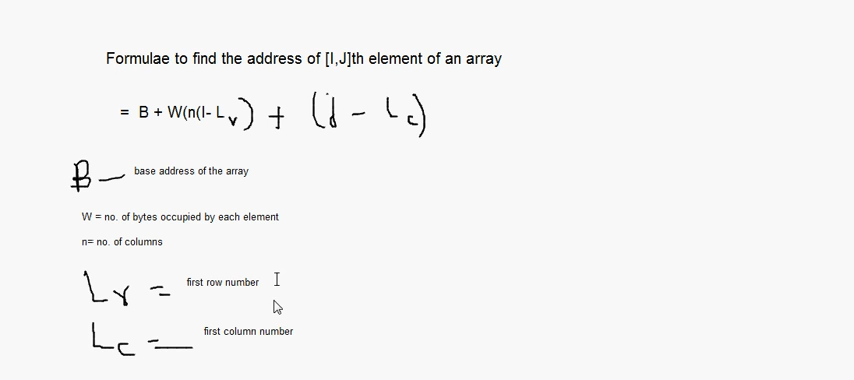 Formulae to find the address of [I,J]th element of an array
= B + W(n(I- Lr) + (j - Lc)
B — base address of the array
W = no. of bytes occupied by each element
n= no. of columns
Lr = first row number
Lc = first column number